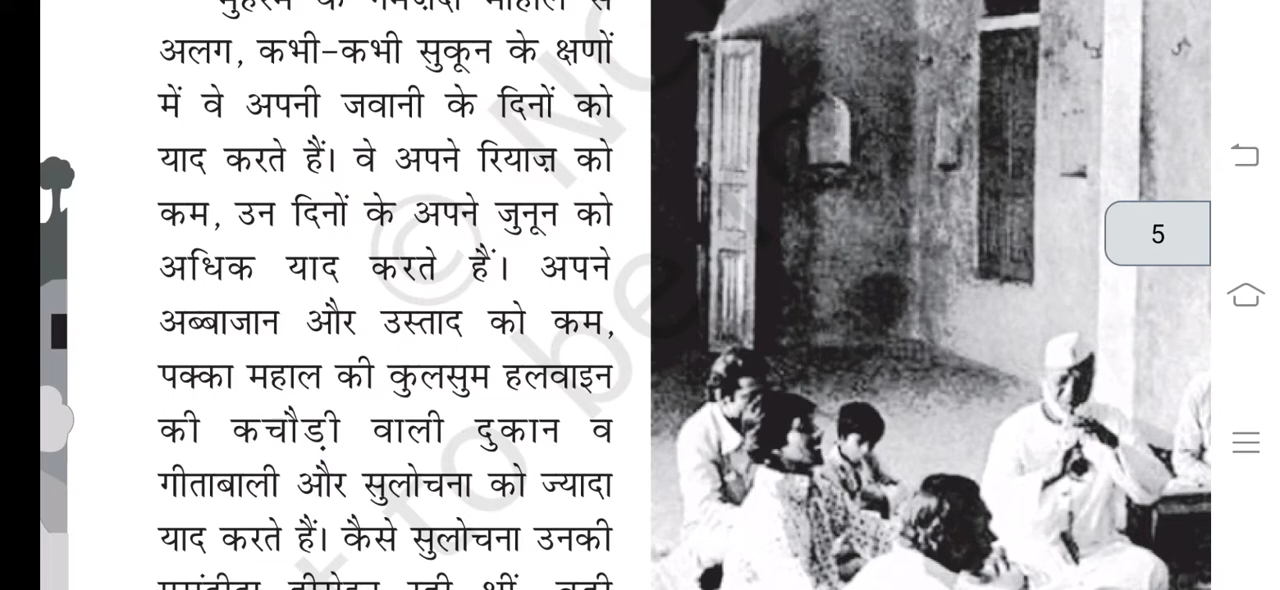 अलग, कभी-कभी सुकून के क्षणों
में वे अपनी जवानी के दिनों को
याद करते हैं। वे अपने रियाज़ को
कम, उन दिनों के अपने जुनून को
अधिक याद करते हैं। अपने
अब्बाजान और उस्ताद को कम,
पक्का महाल की कुलसुम हलवाइन
की कचौड़ी वाली दुकान व
गीताबाली और सुलोचना को ज्यादा
याद करते हैं। कैसे सुलोचना उनकी
5